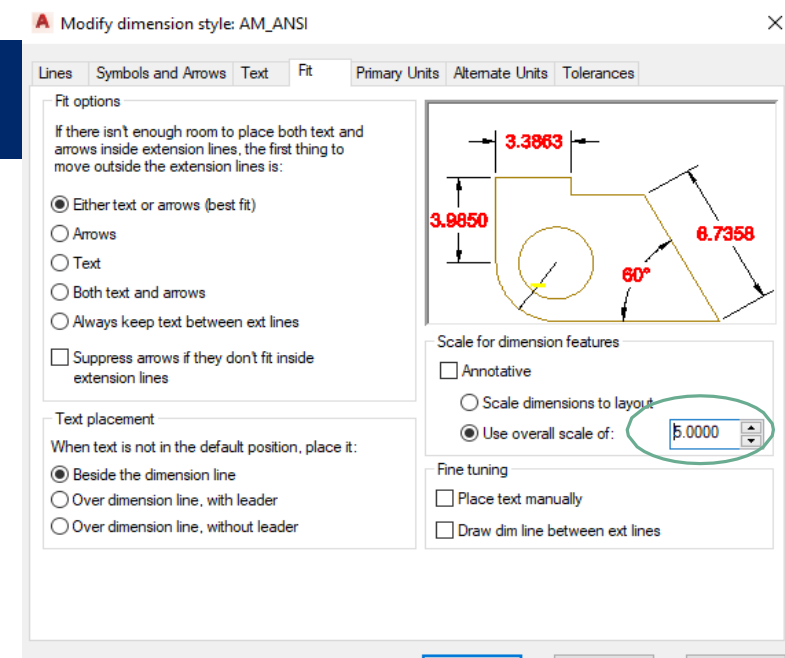 Modify dimension style: AM_ANSI
Lines Symbols and Arrows Text Fit Primary Units Alternate Units Tolerances
Fit options
If there isn't enough room to place both text and
arrows inside extension lines, the first thing to
move outside the extension lines is:
Either text or arrows (best fit)
Arrows
Text
Both text and arrows
Always keep text between ext lines
Suppress arrows if they don't fit inside
extension lines
Text placement
When text is not in the default position, place it:
Beside the dimension line
Over dimension line, with leader
Over dimension line, without leader
3.3863
3.9850
6.7358
60°
Scale for dimension features
Annotative
Scale dimensions to layout
Use overall scale of: 5.0000
Fine tuning
Place text manually
Draw dim line between ext lines